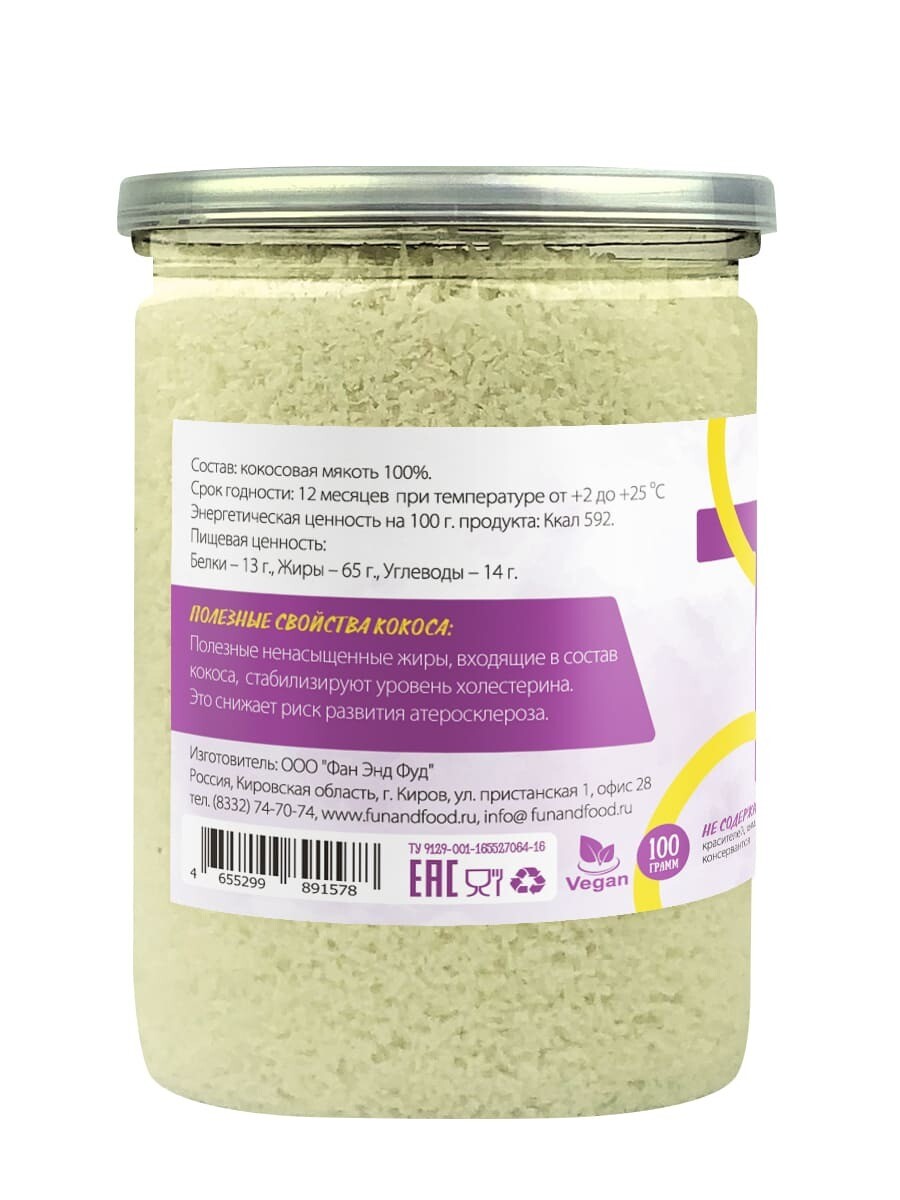 Состав: кокосовая мякоть 100%.
Срок годности: 12 месяцев при температуре от +2 до +25 °С
Энергетическая ценность на 100 г. продукта: Ккал 592.
Пищевая ценность:
Белки – 13 г., Жиры – 65 г., Углеводы – 14 г.
ПОЛЕЗНЫЕ СВОЙСТВА КОКОСА:
Полезные ненасыщенные жиры, входящие в состав
кокоса, стабилизируют уровень холестерина.
Это снижает риск развития атеросклероза.
Изготовитель: ООО "Фан Энд Фуд"
Россия, Кировская область, г. Киров, ул. пристанская 1, офис 28
тел. (8332) 74-70-74, www.funandfood.ru, info@ funandfood.ru
ТУ 9129-001-165527064-16
4 655299 891578
EAC
Vegan
100
ГРАММ
НЕ
красителей,
консервантов